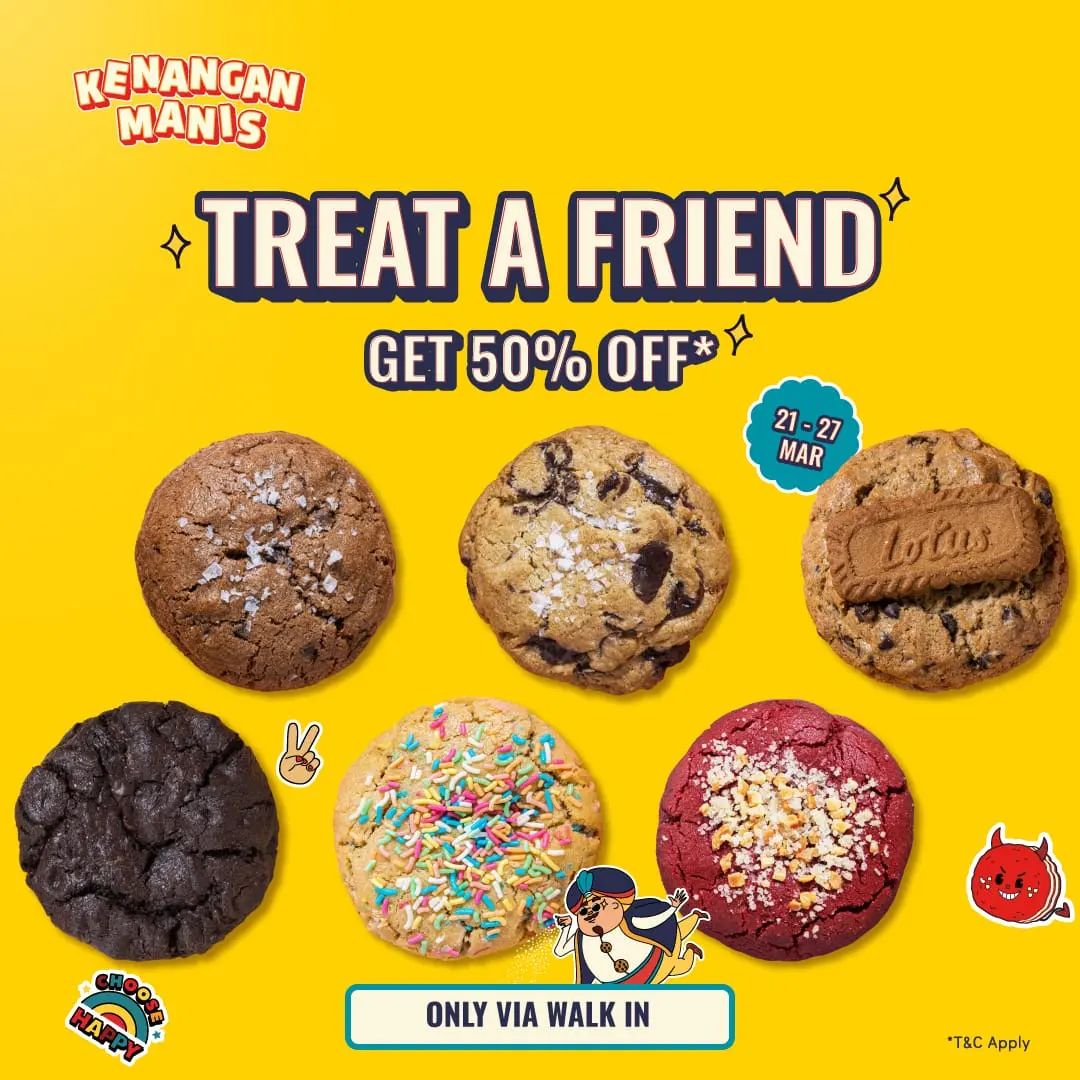 KENANGAN
MANIS
TREAT A FRIEND
GET 50% OFF*
21 - 27
MAR
Lotus
CHOOSE
HAPPY
ONLY VIA WALK IN
*T&C Apply